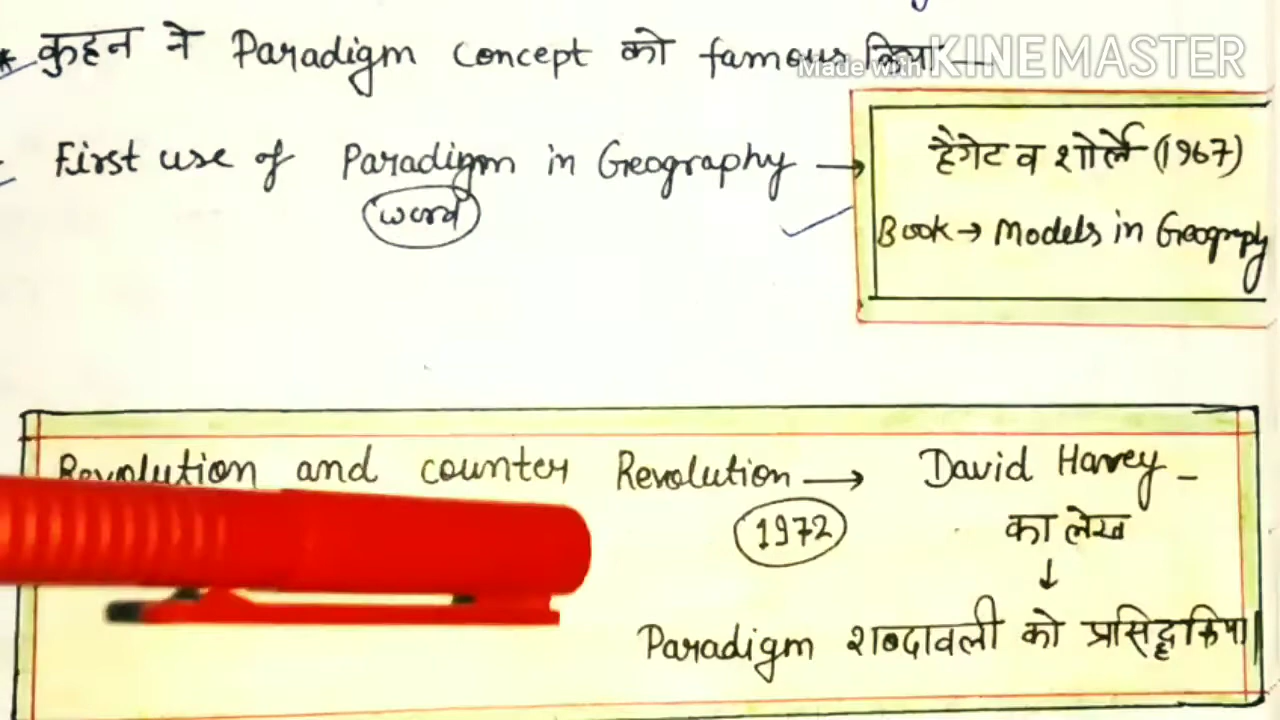 * कुहन ने Paradigm concept को famous किया —
Made with KINEMASTER
First use of Paradigm in Geography →
word
हैगेट व शोर्ले (1967)
Book → Models in Geography
Revolution and counter Revolution → David Harvey -
1972
का लेख
↓
Paradigm शब्दावली को प्रसिद्ध किया